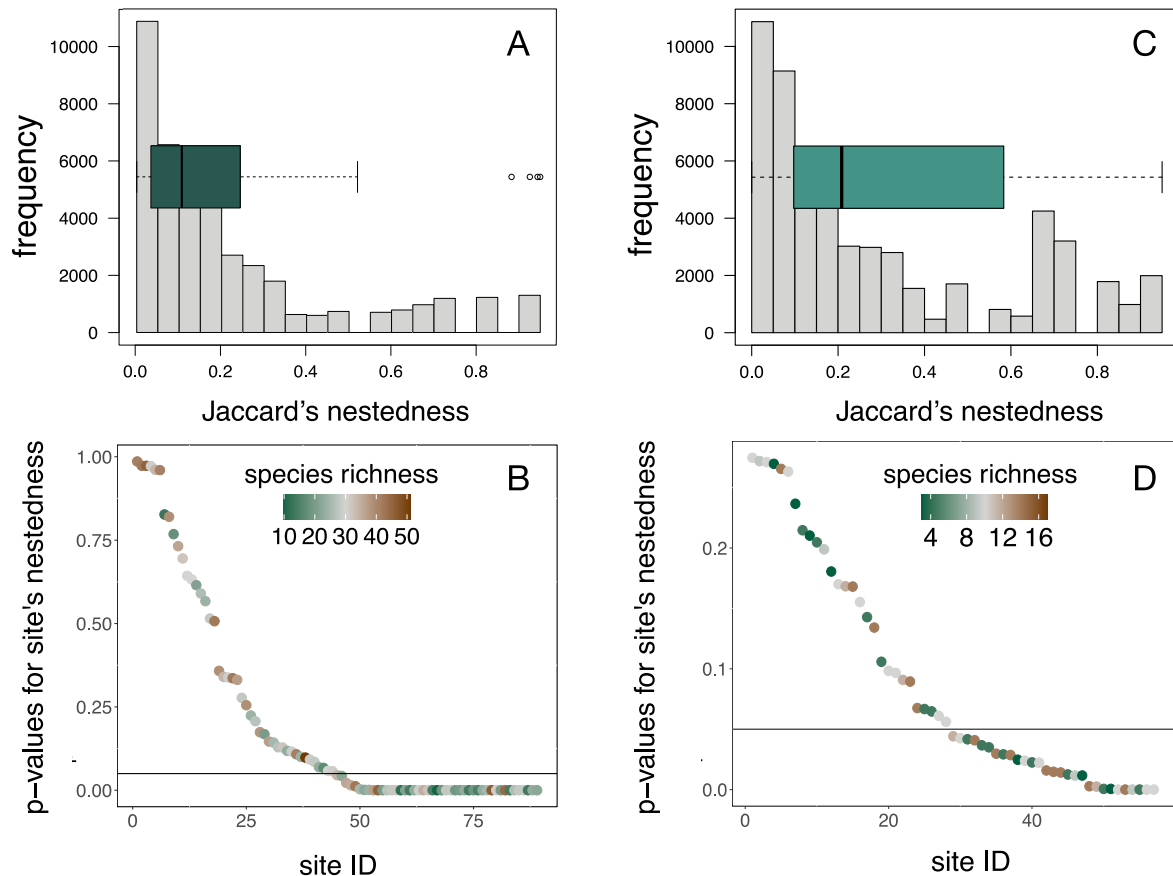 A
frequency
10000
8000
6000
4000
2000
0
0.0 0.2 0.4 0.6 0.8
Jaccard's nestedness
C
frequency
10000
8000
6000
4000
2000
0
0.0 0.2 0.4 0.6 0.8
Jaccard's nestedness
B
p-values for site's nestedness
species richness
10 20 30 40 50
1.00
0.75
0.50
0.25
0.00
0 25 50 75
site ID
D
p-values for site's nestedness
species richness
4 8 12 16
0.2
0.1
0.0
0 20 40
site ID